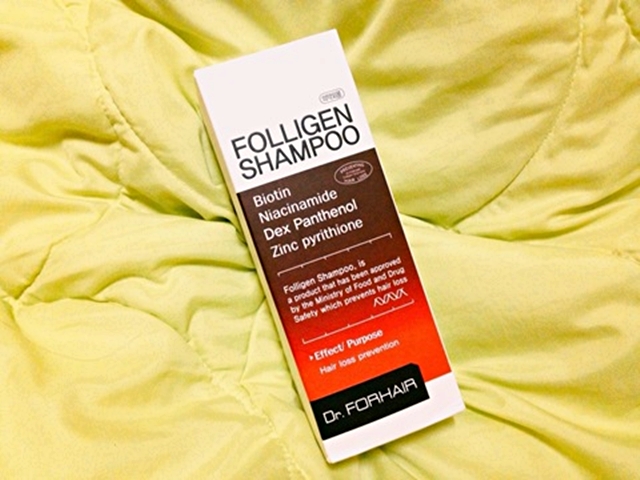 FOLLIGEN
SHAMPOO
Biotin
Niacinamide
Dex Panthenol
Zinc pyrithione
Folligen Shampoo, is
a product that has been approved
by the Ministry of Food and Drug
Safety which prevents hair loss
Effect/ Purpose
Hair loss prevention
Dr. FORHAIR